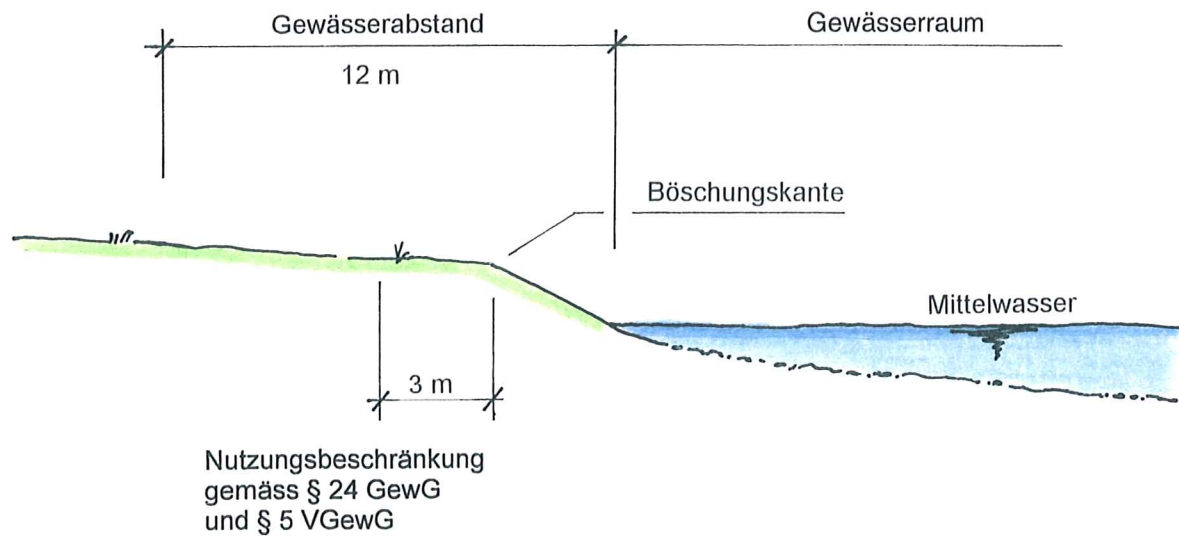 Gewässerabstand
Gewässerraum
12 m
Böschungskante
Mittelwasser
3 m
Nutzungsbeschränkung
gemäss § 24 GewG
und § 5 VGewG